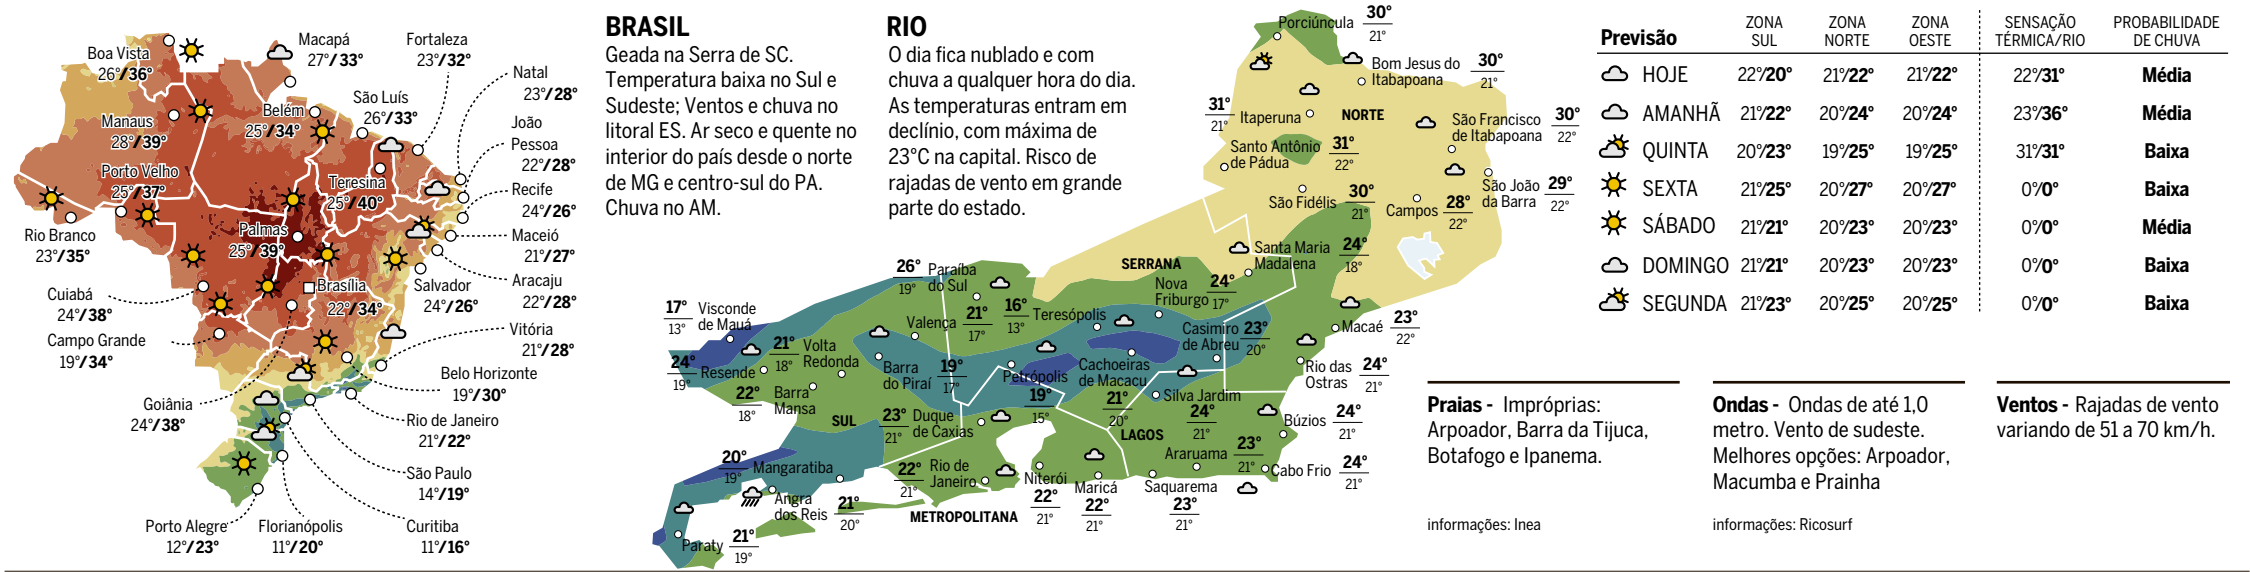 Boa Vista
26°/36°
Macapá
27°/33°
Fortaleza
23°/32°
Natal
23°/28°
São Luís
26°/33°
Belém
25°/34°
João
Pessoa
22°/28°
Manaus
28°/39°
Porto Velho
25°/37°
Teresina
25°/40°
Recife
24°/26°
Rio Branco
23°/35°
Palmas
25°/39°
Maceió
21°/27°
Aracaju
22°/28°
Salvador
24°/26°
Brasília
22°/34°
Cuiabá
24°/38°
Vitória
21°/28°
Campo Grande
19°/34°
Belo Horizonte
19°/30°
Goiânia
24°/38°
Rio de Janeiro
21°/22°
São Paulo
14°/19°
Porto Alegre
12°/23°
Florianópolis
11°/20°
Curitiba
11°/16°
BRASIL
Geada na Serra de SC.
Temperatura baixa no Sul e
Sudeste; Ventos e chuva no
litoral ES. Ar seco e quente no
interior do país desde o norte
de MG e centro-sul do PA.
Chuva no AM.
RIO
O dia fica nublado e com
chuva a qualquer hora do dia.
As temperaturas entram em
declínio, com máxima de
23°C na capital. Risco de
rajadas de vento em grande
parte do estado.
Porciúncula 30°
21°
Bom Jesus do
Itabapoana 30°
21°
31°
21° Itaperuna
NORTE
São Francisco
de Itabapoana 30°
22°
Santo Antônio
de Pádua 31°
22°
São João
da Barra 29°
22°
São Fidélis 30°
21°
Campos 28°
22°
Santa Maria
Madalena 24°
18°
SERRANA
26°
19° Paraíba
do Sul
Nova
Friburgo 24°
17°
17°
13° Visconde
de Mauá
Valença 21°
17°
16°
13° Teresópolis
Casimiro
de Abreu 23°
20°
Macaé 23°
22°
21°
18° Volta
Redonda
24°
19° Resende
Barra
do Piraí 19°
17°
Petrópolis
19°
15°
Cachoeiras
de Macacu
21°
20°
Rio das
Ostras 24°
21°
22°
18° Barra
Mansa
Silva Jardim
24°
21°
SUL
23°
21° Duque
de Caxias
LAGOS
Búzios 24°
21°
Araruama 23°
21°
Cabo Frio 24°
21°
20°
19° Mangaratiba
22°
21° Rio de
Janeiro
Niterói
22°
21°
Maricá
22°
21°
Saquarema
23°
21°
Angra
dos Reis 21°
20°
METROPOLITANA
Paraty 21°
19°
Previsão ZONA SUL ZONA NORTE ZONA OESTE SENSAÇÃO TÉRMICA/RIO PROBABILIDADE DE CHUVA
HOJE 22°/20° 21°/22° 21°/22° 22°/31° Média
AMANHÃ 21°/22° 20°/24° 20°/24° 23°/36° Média
QUINTA 20°/23° 19°/25° 19°/25° 31°/31° Baixa
SEXTA 21°/25° 20°/27° 20°/27° 0°/0° Baixa
SÁBADO 21°/21° 20°/23° 20°/23° 0°/0° Média
DOMINGO 21°/21° 20°/23° 20°/23° 0°/0° Baixa
SEGUNDA 21°/23° 20°/25° 20°/25° 0°/0° Baixa
Praias - Impróprias:
Arpoador, Barra da Tijuca,
Botafogo e Ipanema.
informações: Inea
Ondas - Ondas de até 1,0
metro. Vento de sudeste.
Melhores opções: Arpoador,
Macumba e Prainha
informações: Ricosurf
Ventos - Rajadas de vento
variando de 51 a 70 km/h.